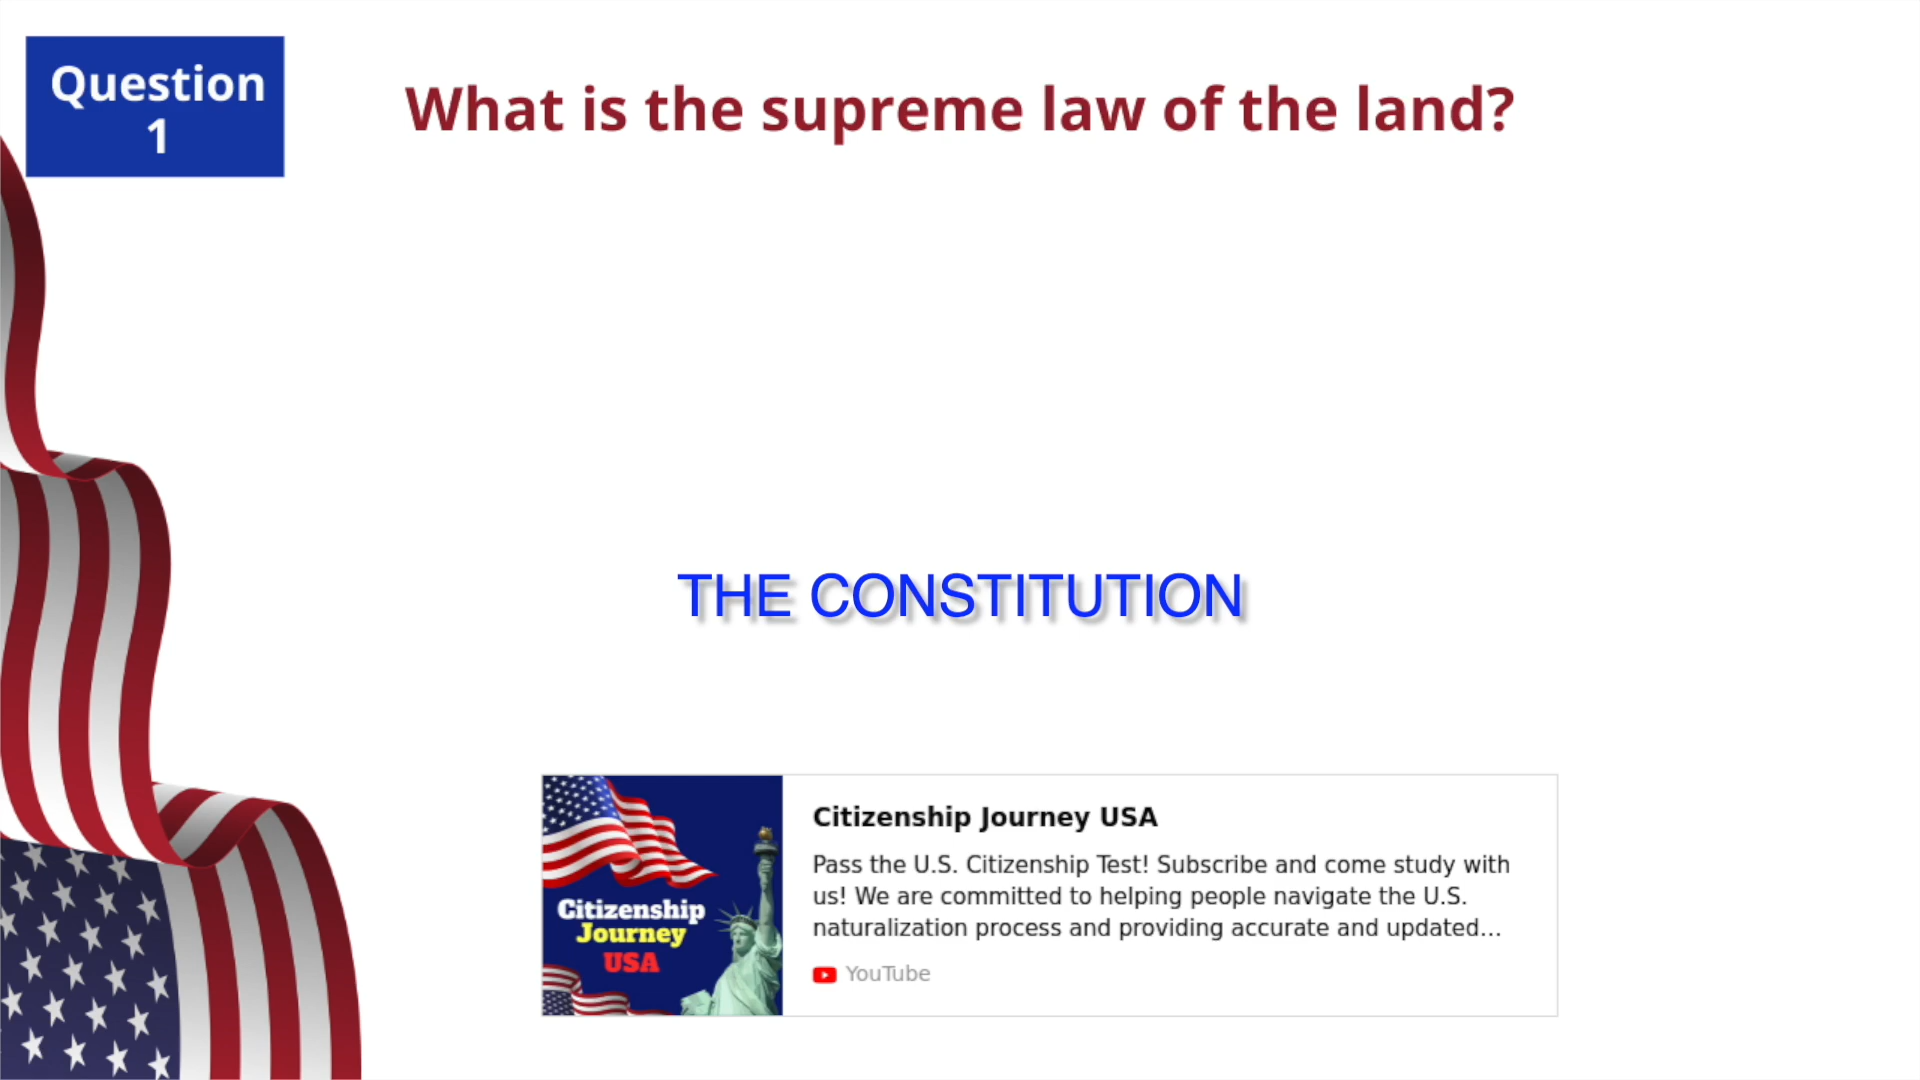 Question
1
What is the supreme law of the land?
THE CONSTITUTION
Citizenship
Journey
USA
Citizenship Journey USA
Pass the U.S. Citizenship Test! Subscribe and come study with
us! We are committed to helping people navigate the U.S.
naturalization process and providing accurate and updated...
YouTube